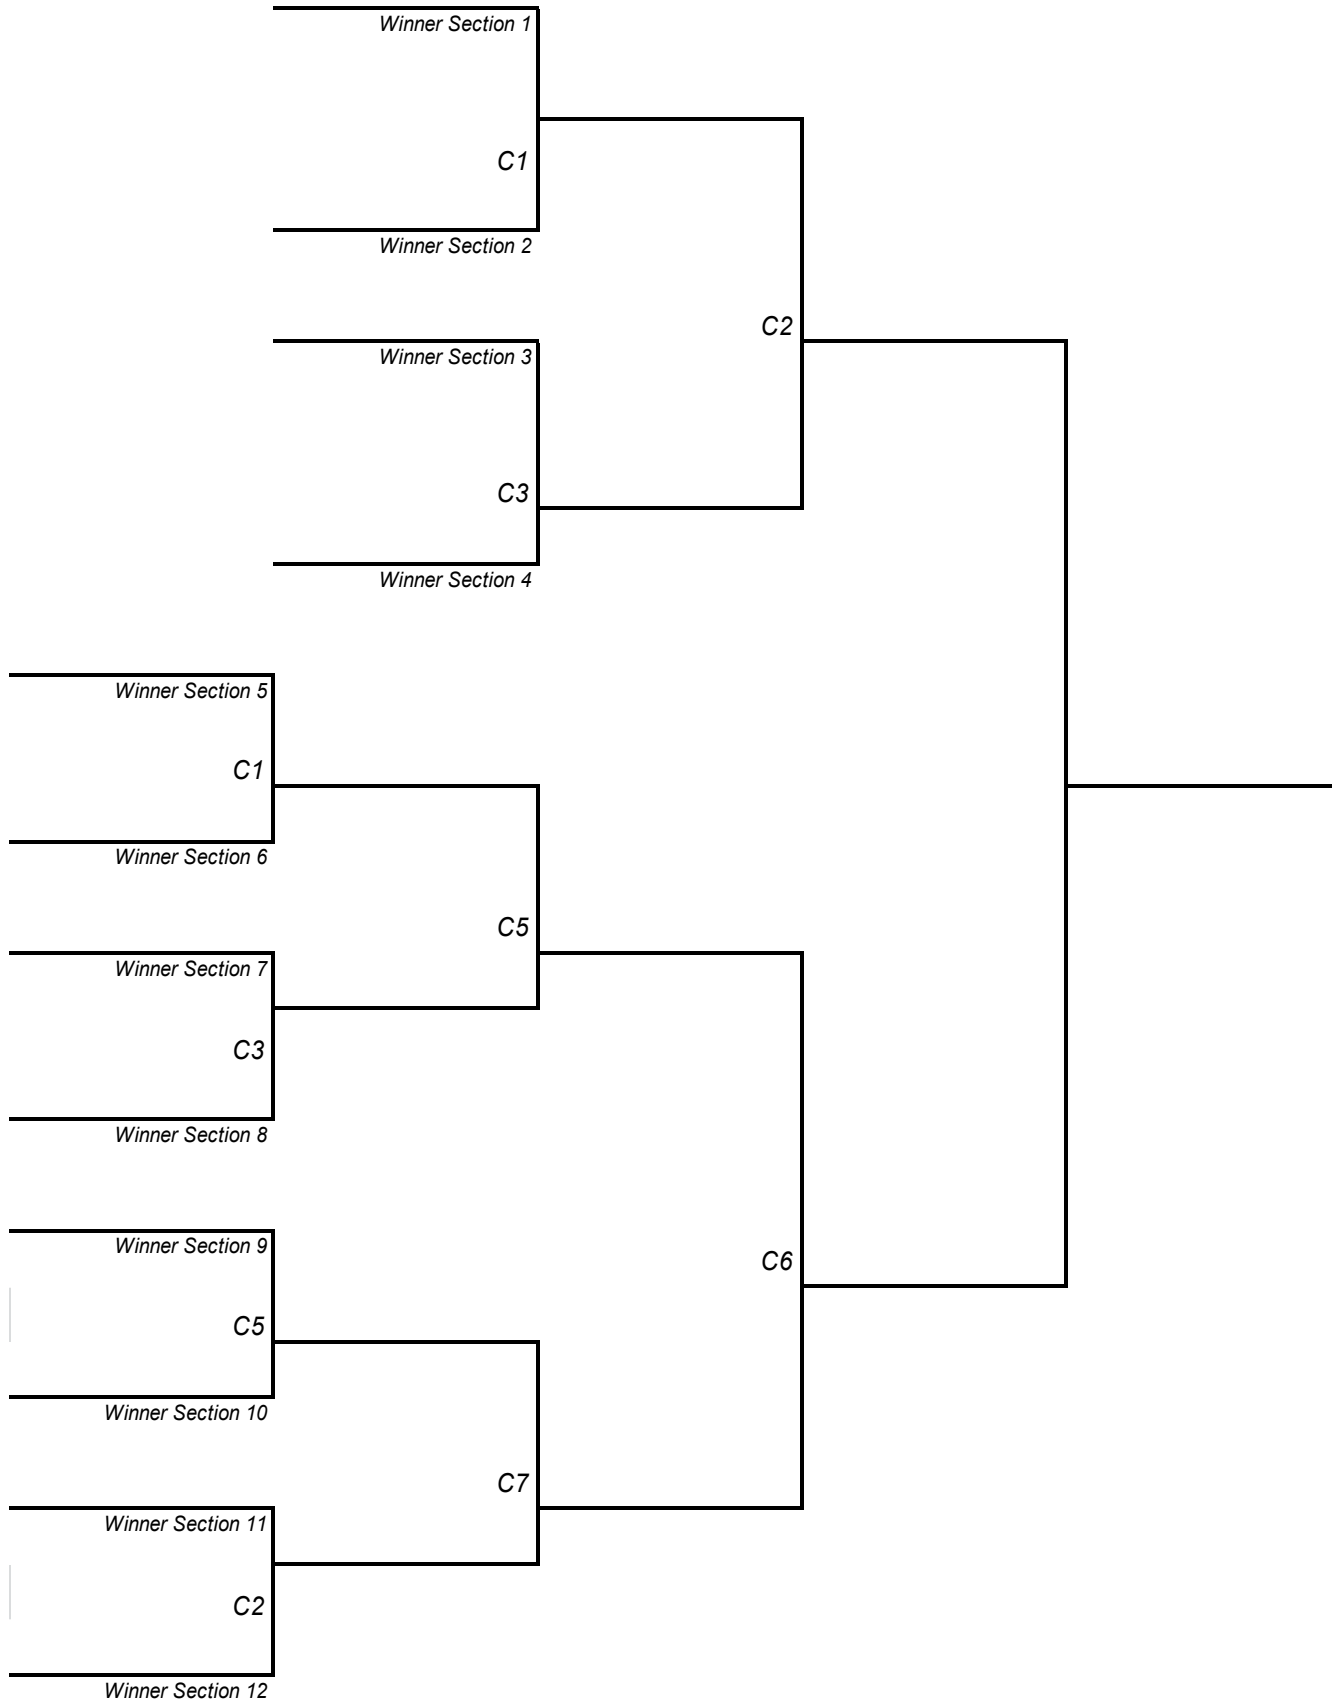 Winner Section 1
C1
Winner Section 2
C2
Winner Section 3
C3
Winner Section 4
Winner Section 5
C1
Winner Section 6
C5
Winner Section 7
C3
Winner Section 8
Winner Section 9
C6
C5
Winner Section 10
C7
Winner Section 11
C2
Winner Section 12